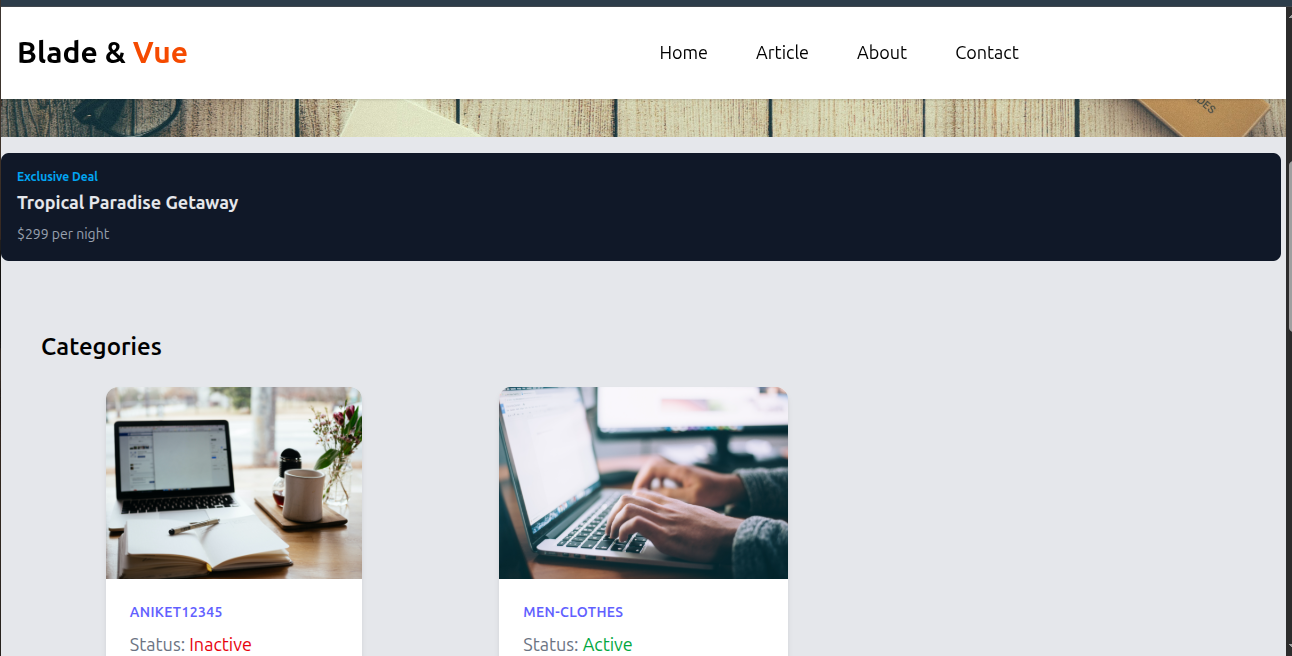 Blade & Vue
Home Article About Contact
DES
Exclusive Deal
Tropical Paradise Getaway
$299 per night
Categories
ANIKET12345
MEN-CLOTHES
Status: Inactive
Status: Active